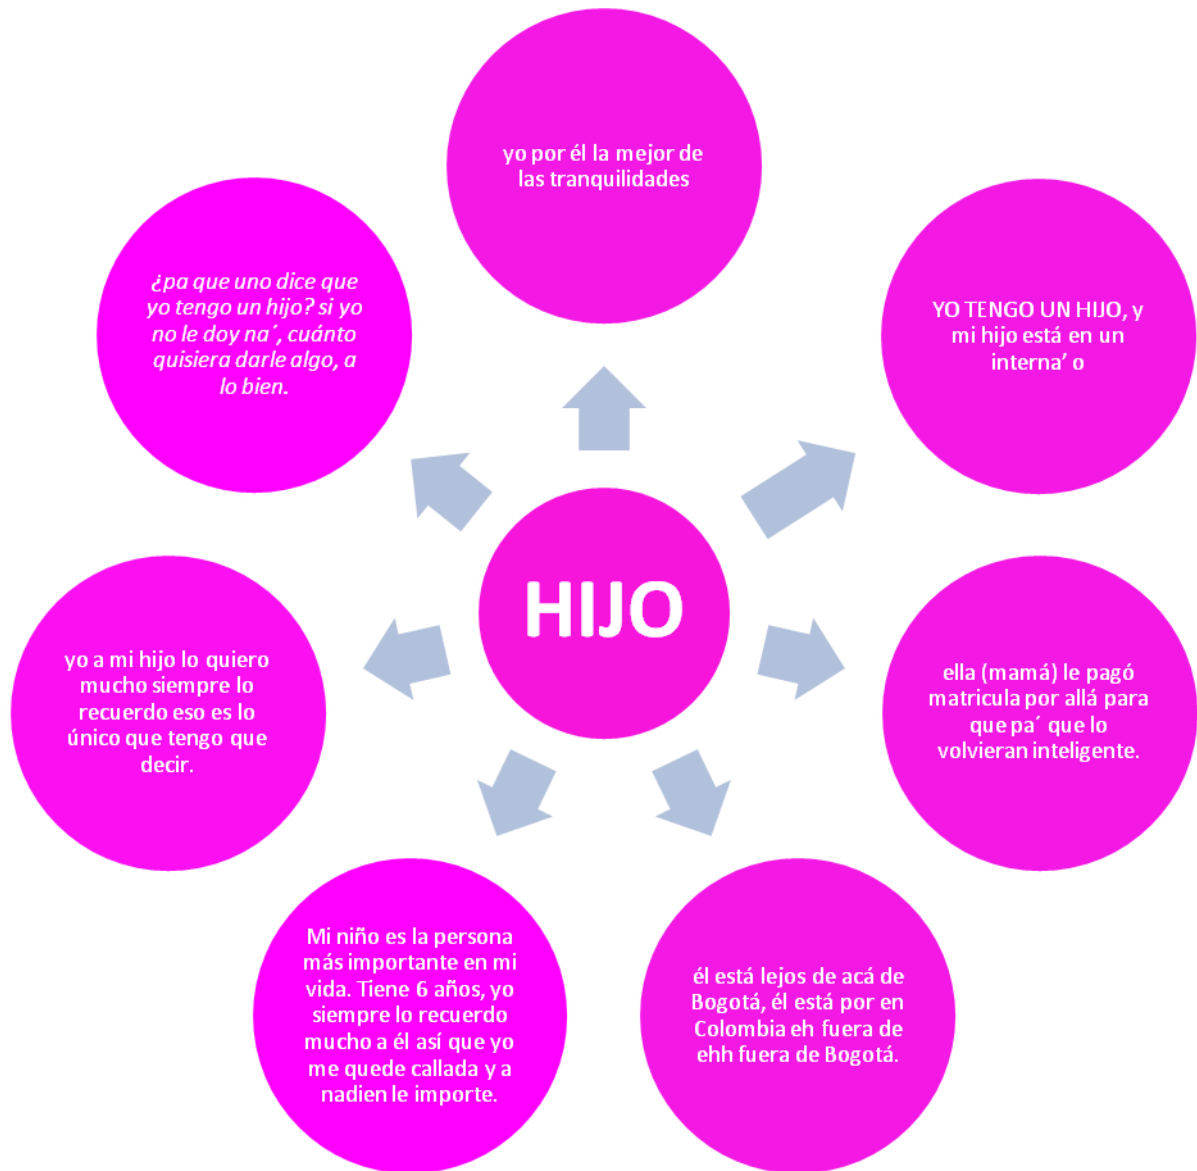 yo por él la mejor de
las tranquilidades
¿pa que uno dice que
yo tengo un hijo? si yo
no le doy na´, cuánto
quisiera darle algo, a
lo bien.
YO TENGO UN HIJO, y
mi hijo está en un
interna’ o
HIJO
yo a mi hijo lo quiero
mucho siempre lo
recuerdo eso es lo
único que tengo que
decir.
ella (mamá) le pagó
matricula por allá para
que pa´ que lo
volvieran inteligente.
Mi niño es la persona
más importante en mi
vida. Tiene 6 años, yo
siempre lo recuerdo
mucho a él así que yo
me quede callada y a
nadien le importe.
él está lejos de acá de
Bogotá, él está por en
Colombia eh fuera de
ehh fuera de Bogotá.